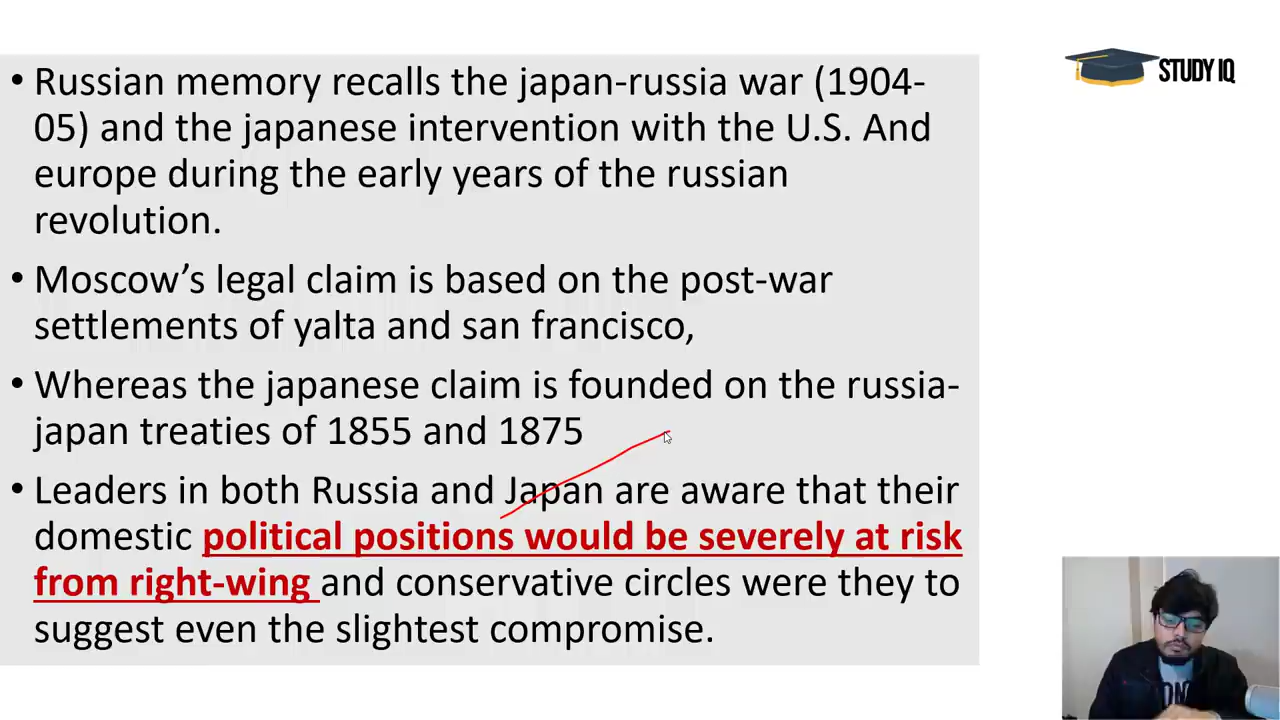 • Russian memory recalls the japan-russia war (1904-
05) and the japanese intervention with the U.S. And
europe during the early years of the russian
revolution.
• Moscow’s legal claim is based on the post-war
settlements of yalta and san francisco,
• Whereas the japanese claim is founded on the russia-
japan treaties of 1855 and 1875
• Leaders in both Russia and Japan are aware that their
domestic political positions would be severely at risk
from right-wing and conservative circles were they to
suggest even the slightest compromise.
STUDY IQ